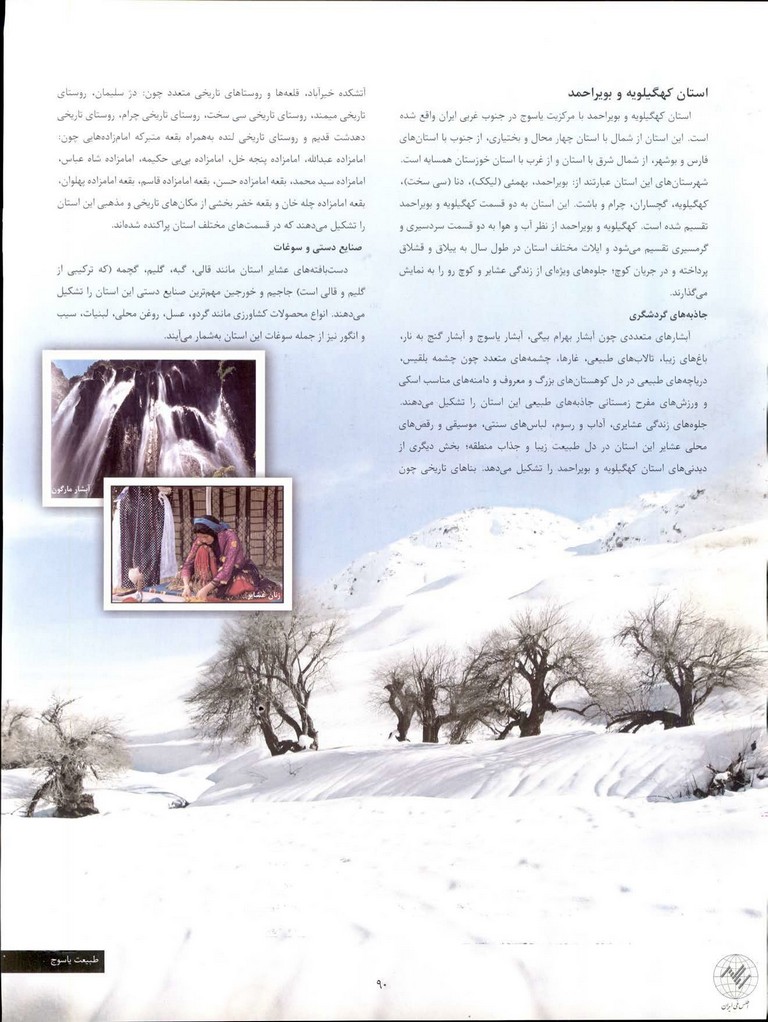 استان کهگیلویه و بویراحمد
استان کهگیلویه و بویراحمد با مرکزیت یاسوج در جنوب غربی ایران واقع شده
است. این استان از شمال با استان چهار محال و بختیاری، از جنوب با استان‌های
فارس و بوشهر، از شمال شرق با استان و از غرب با استان خوزستان همسایه است.
شهرستان‌های این استان عبارتند از: بویراحمد، بهمئی (لیکک)، دنا (سی سخت)،
کهگیلویه، گچساران، چرام و باشت. این استان به دو قسمت کهگیلویه و بویراحمد
تقسیم شده است. کهگیلویه و بویراحمد از نظر آب و هوا به دو قسمت سردسیری و
گرمسیری تقسیم می‌شود و ایلات مختلف استان در طول سال به ییلاق و قشلاق
پرداخته و در جریان کوچ؛ جلوه‌های ویژه‌ای از زندگی عشایر و کوچ رو را به نمایش
می‌گذارند.
جاذبه‌های گردشگری
آبشارهای متعددی چون آبشار بهرام بیگی، آبشار یاسوج و آبشار گنج به نار،
باغ‌های زیبا، تالاب‌های طبیعی، غارها، چشمه‌های متعدد چون چشمه بلقیس،
دریاچه‌های طبیعی در دل کوهستان‌های بزرگ و معروف و دامنه‌های مناسب اسکی
و ورزش‌های مفرح زمستانی جاذبه‌های طبیعی این استان را تشکیل می‌دهند.
جلوه‌های زندگی عشایری، آداب و رسوم، لباس‌های سنتی، موسیقی و رقص‌های
محلی عشایر این استان در دل طبیعت زیبا و جذاب منطقه؛ بخش دیگری از
دیدنی‌های استان کهگیلویه و بویراحمد را تشکیل می‌دهد. بناهای تاریخی چون
آتشکده خیرآباد، قلعه‌ها و روستاهای تاریخی متعدد چون: دژ سلیمان، روستای
تاریخی میمند، روستای تاریخی سی سخت، روستای تاریخی چرام، روستای تاریخی
دهدشت قدیم و روستای تاریخی لنده به‌همراه بقعه متبرکه امام‌زاده‌هایی چون:
امامزاده عبدالله، امامزاده پنجه خل، امامزاده بی‌بی حکیمه، امامزاده شاه عباس،
امامزاده سید محمد، بقعه امامزاده حسن، بقعه امامزاده قاسم، بقعه امامزاده پهلوان،
بقعه امامزاده چله خان و بقعه خضر بخشی از مکان‌های تاریخی و مذهبی این استان
را تشکیل می‌دهند که در قسمت‌های مختلف استان پراکنده شده‌اند.
صنایع دستی و سوغات
دست‌بافته‌های عشایر استان مانند قالی، گبه، گلیم، گچمه (که ترکیبی از
گلیم و قالی است) جاجیم و خورجین مهم‌ترین صنایع دستی این استان را تشکیل
می‌دهند. انواع محصولات کشاورزی مانند گردو، عسل، روغن محلی، لبنیات، سیب
و انگور نیز از جمله سوغات این استان به‌شمار می‌آیند.
آبشار مارگون
زنان عشایر
طبیعت یاسوج
۹۰